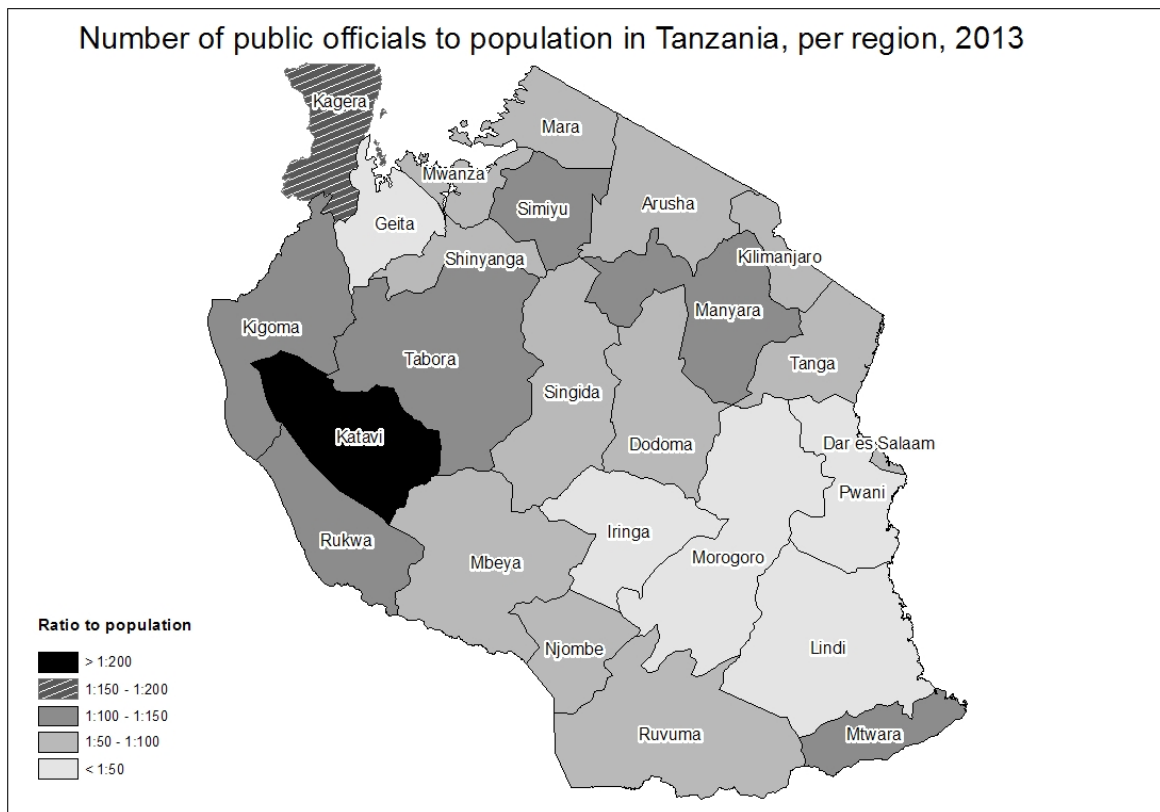 Number of public officials to population in Tanzania, per region, 2013
Kagera
Mara
Mwanza
Simiyu
Arusha
Geita
Shinyanga
Kilimanjaro
Kigoma
Manyara
Tabora
Tanga
Singida
Katavi
Dodoma
Dar es Salaam
Pwani
Rukwa
Iringa
Mbeya
Morogoro
Njombe
Lindi
Ruvuma
Mtwara
Ratio to population
> 1:200
1:150 - 1:200
1:100 - 1:150
1:50 - 1:100
< 1:50